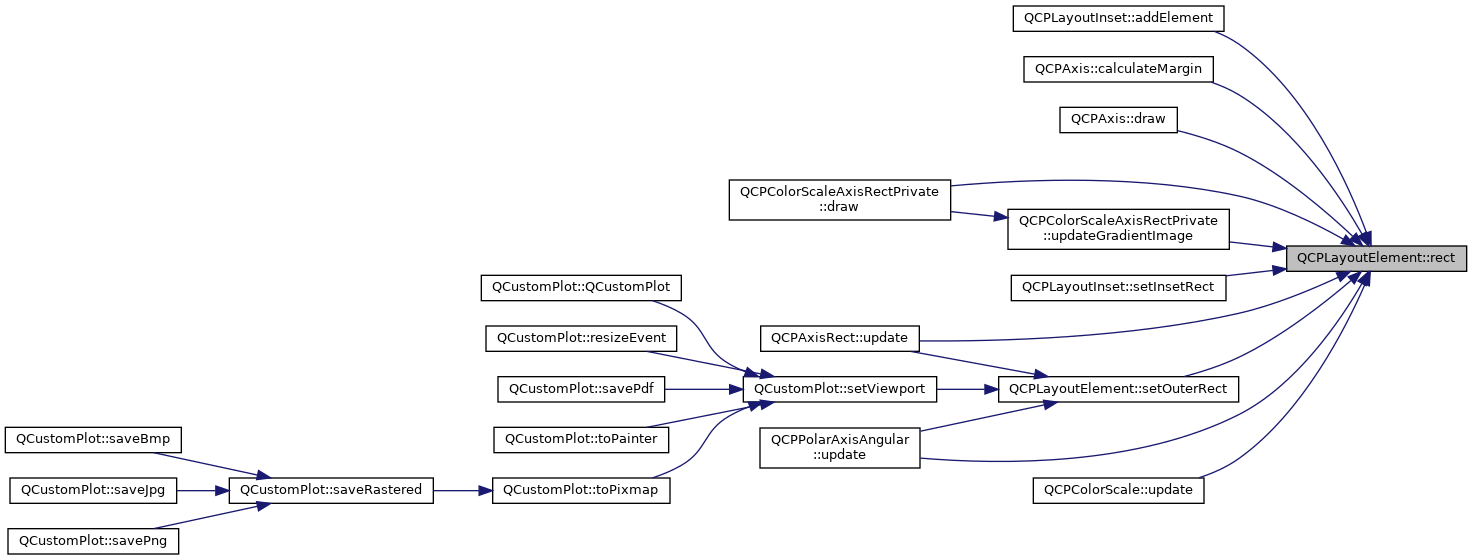 QCPLayoutInset::addElement
QCPAxis::calculateMargin
QCPAxis::draw
QCPColorScaleAxisRectPrivate
::draw
QCPColorScaleAxisRectPrivate
::updateGradientImage
QCPLayoutElement::rect
QCPLayoutInset::setInsetRect
QCustomPlot::QCustomPlot
QCustomPlot::resizeEvent
QCPAxisRect::update
QCustomPlot::savePdf
QCustomPlot::setViewport
QCPLayoutElement::setOuterRect
QCustomPlot::toPainter
QCPPolarAxisAngular
::update
QCustomPlot::saveBmp
QCustomPlot::saveJpg
QCustomPlot::saveRastered
QCustomPlot::toPixmap
QCPColorScale::update
QCustomPlot::savePng